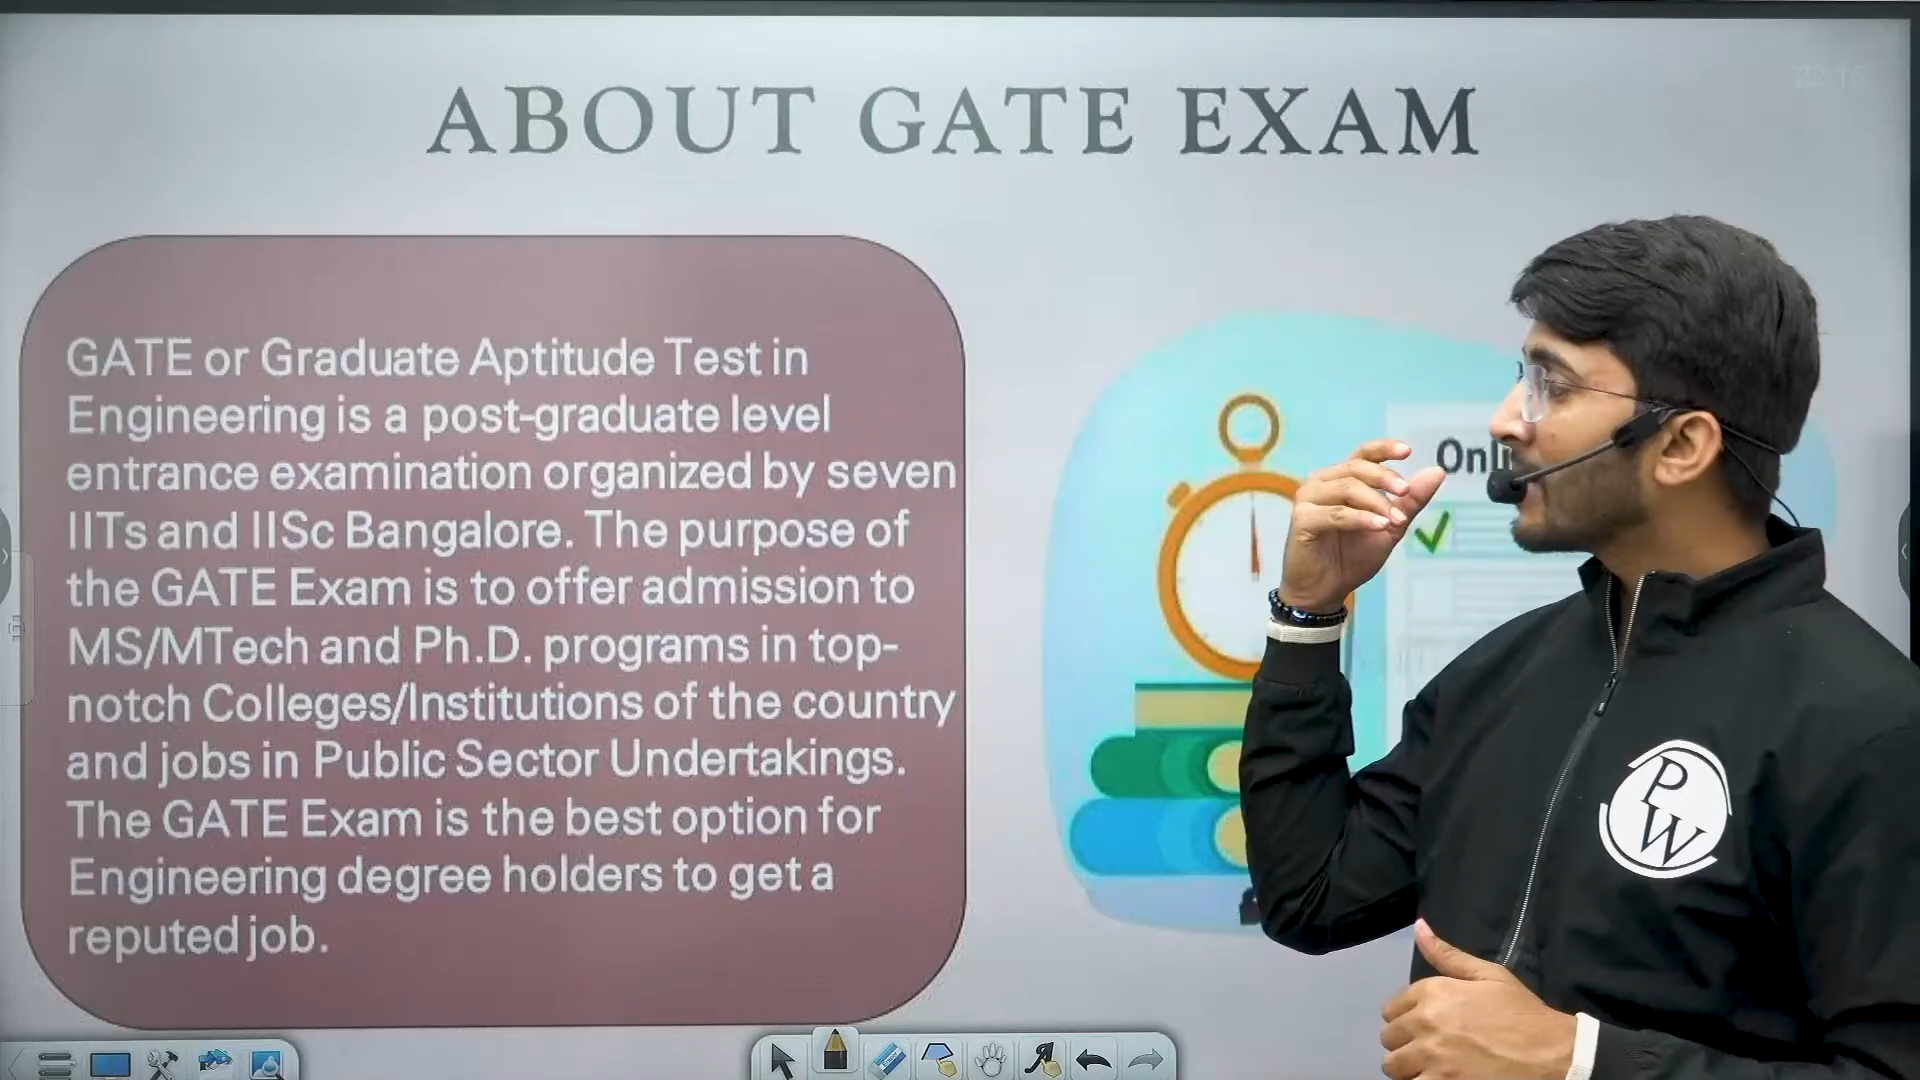 ABOUT GATE EXAM
GATE or Graduate Aptitude Test in
Engineering is a post-graduate level
entrance examination organized by seven
IITs and IISc Bangalore. The purpose of
the GATE Exam is to offer admission to
MS/MTech and Ph.D. programs in top-
notch Colleges/Institutions of the country
and jobs in Public Sector Undertakings.
The GATE Exam is the best option for
Engineering degree holders to get a
reputed job.
PW